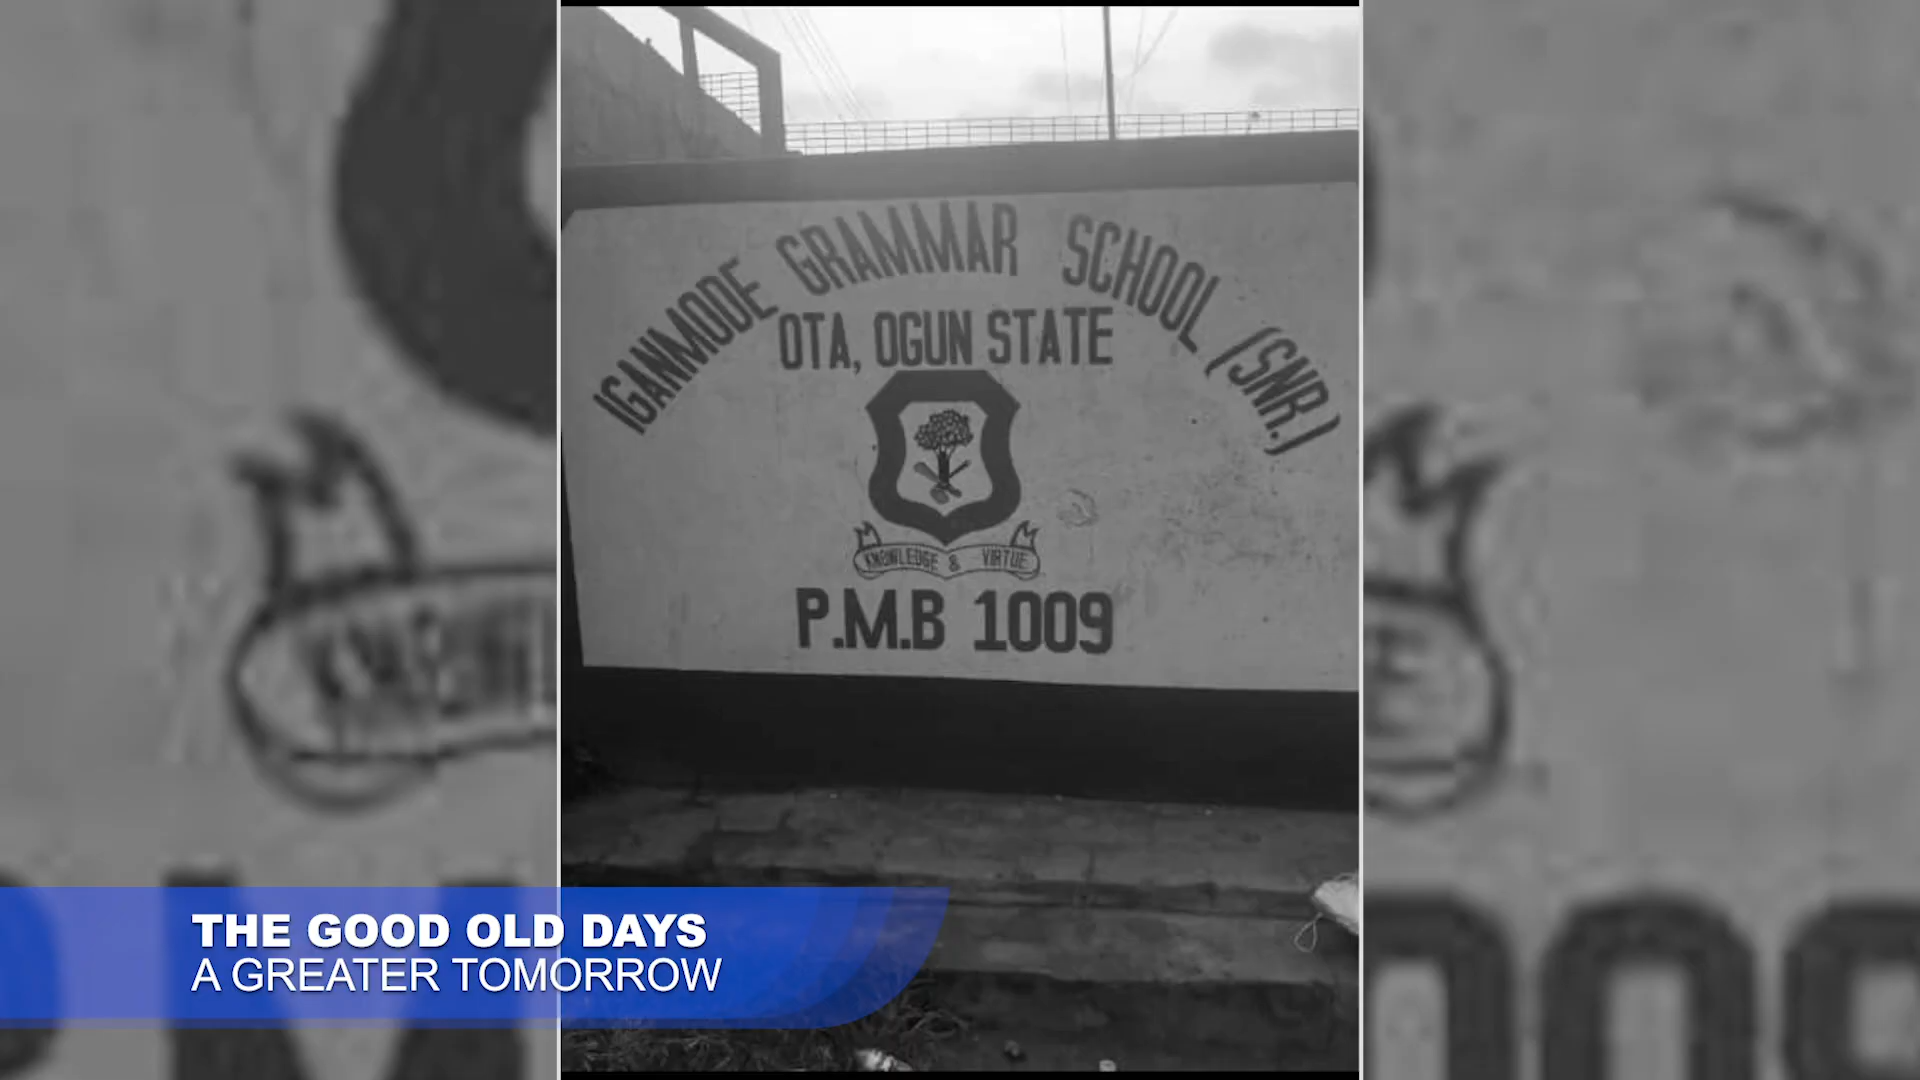 IGANMODE GRAMMAR SCHOOL (SNR.)
OTA, OGUN STATE
KNOWLEDGE & VIRTUE
P.M.B 1009
THE GOOD OLD DAYS
A GREATER TOMORROW